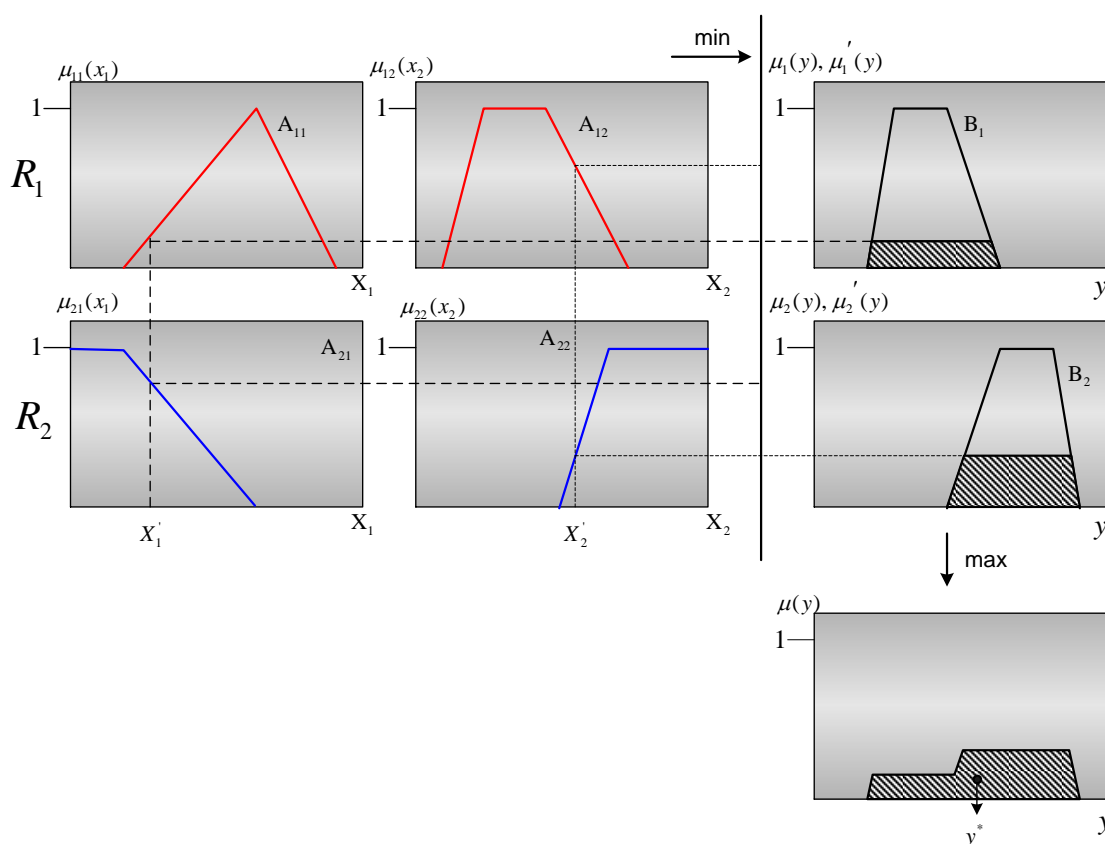 min
μ₁₁(x₁) μ₁₂(x₂) μ₁(y), μ₁′(y)
1 1 1
A₁₁ A₁₂ B₁
R₁
X₁ X₂ y
μ₂₁(x₁) μ₂₂(x₂) μ₂(y), μ₂′(y)
1 1 1
A₂₁ A₂₂ B₂
R₂
X₁ X₂ y
X₁′ X₂′
max
μ(y)
1
y
y*